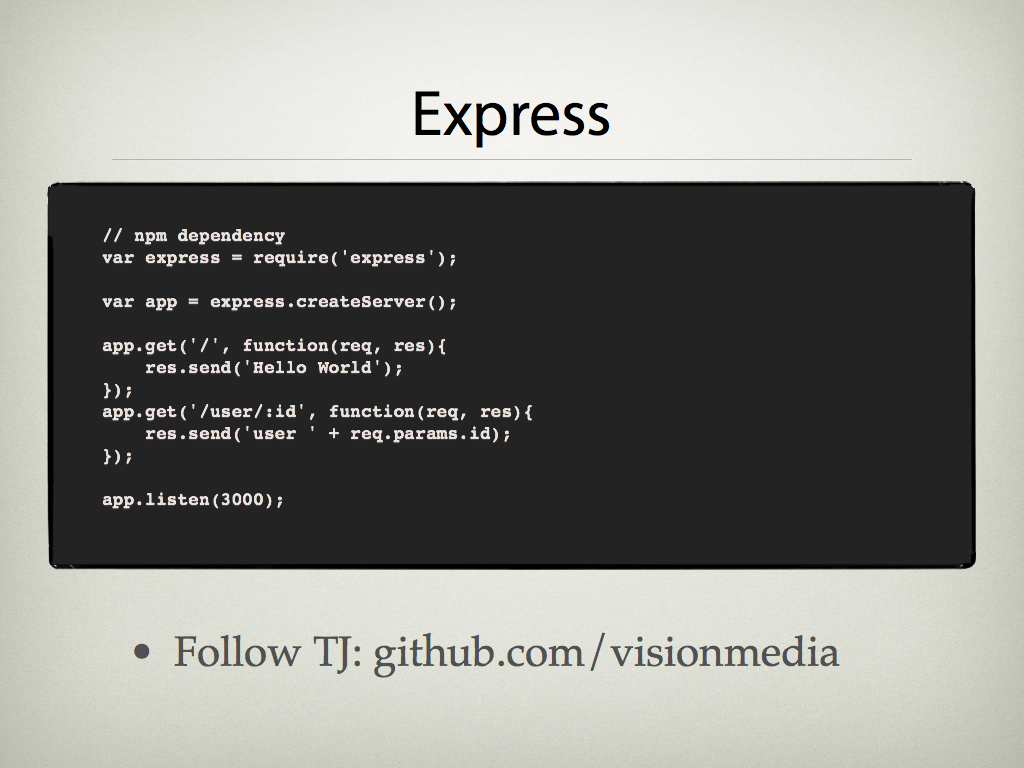 Express
// npm dependency
var express = require('express');
var app = express.createServer();
app.get('/', function(req, res){
    res.send('Hello World');
});
app.get('/user/:id', function(req, res){
    res.send('user ' + req.params.id);
});
app.listen(3000);
• Follow TJ: github.com/visionmedia